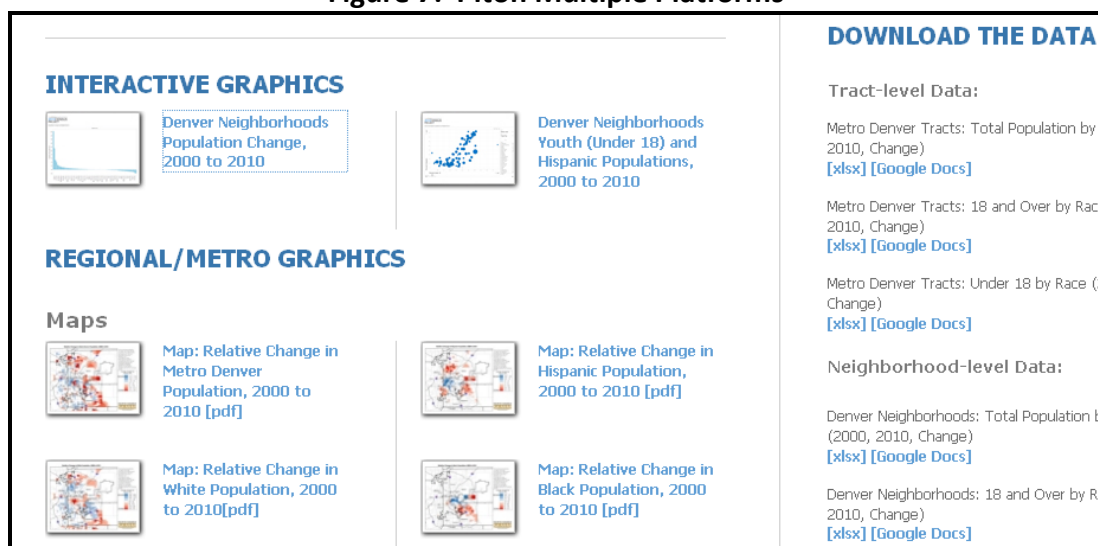 INTERACTIVE GRAPHICS
Denver Neighborhoods
Population Change,
2000 to 2010
Denver Neighborhoods
Youth (Under 18) and
Hispanic Populations,
2000 to 2010
REGIONAL/METRO GRAPHICS
Maps
Map: Relative Change in
Metro Denver
Population, 2000 to
2010 [pdf]
Map: Relative Change in
Hispanic Population,
2000 to 2010 [pdf]
Map: Relative Change in
White Population, 2000
to 2010[pdf]
Map: Relative Change in
Black Population, 2000
to 2010 [pdf]
DOWNLOAD THE DATA
Tract-level Data:
Metro Denver Tracts: Total Population by
2010, Change)
[xlsx] [Google Docs]
Metro Denver Tracts: 18 and Over by
2010, Change)
[xlsx] [Google Docs]
Metro Denver Tracts: Under 18 by Race
Change)
[xlsx] [Google Docs]
Neighborhood-level Data:
Denver Neighborhoods: Total Population
(2000, 2010, Change)
[xlsx] [Google Docs]
Denver Neighborhoods: 18 and Over by
2010, Change)
[xlsx] [Google Docs]